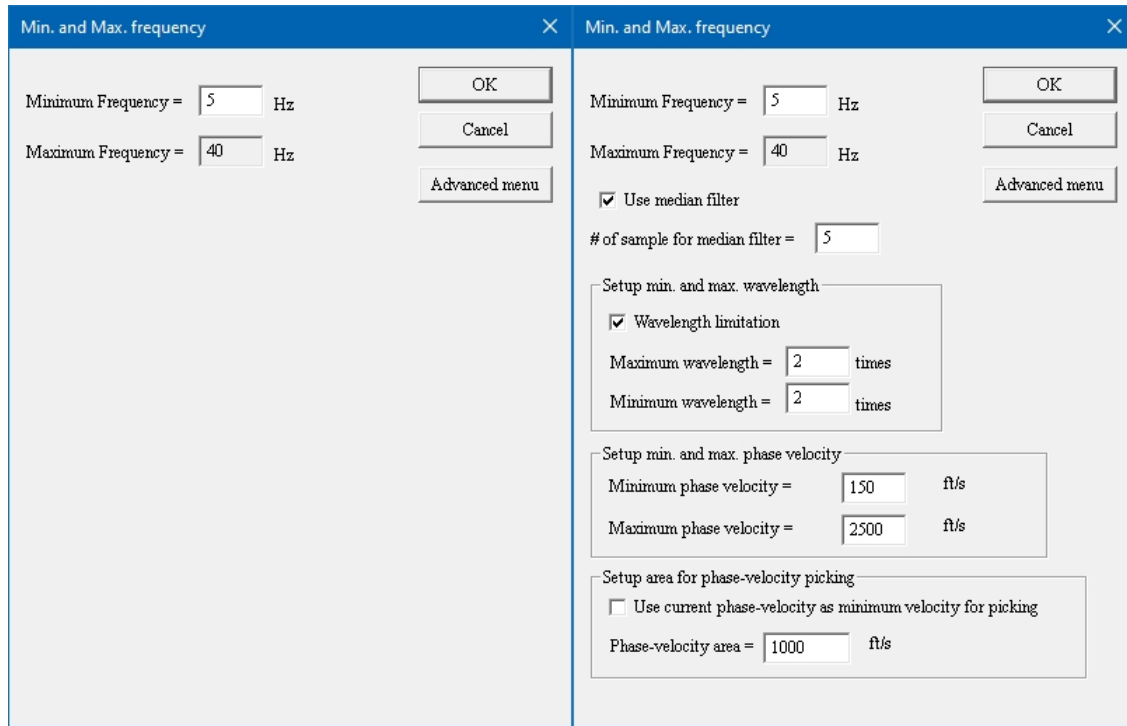 Min. and Max. frequency
Minimum Frequency = 5 Hz
OK
Cancel
Maximum Frequency = 40 Hz
Advanced menu
Min. and Max. frequency
Minimum Frequency = 5 Hz
OK
Cancel
Maximum Frequency = 40 Hz
Advanced menu
Use median filter
# of sample for median filter = 5
Setup min. and max. wavelength
Wavelength limitation
Maximum wavelength = 2 times
Minimum wavelength = 2 times
Setup min. and max. phase velocity
Minimum phase velocity = 150 ft/s
Maximum phase velocity = 2500 ft/s
Setup area for phase-velocity picking
Use current phase-velocity as minimum velocity for picking
Phase-velocity area = 1000 ft/s